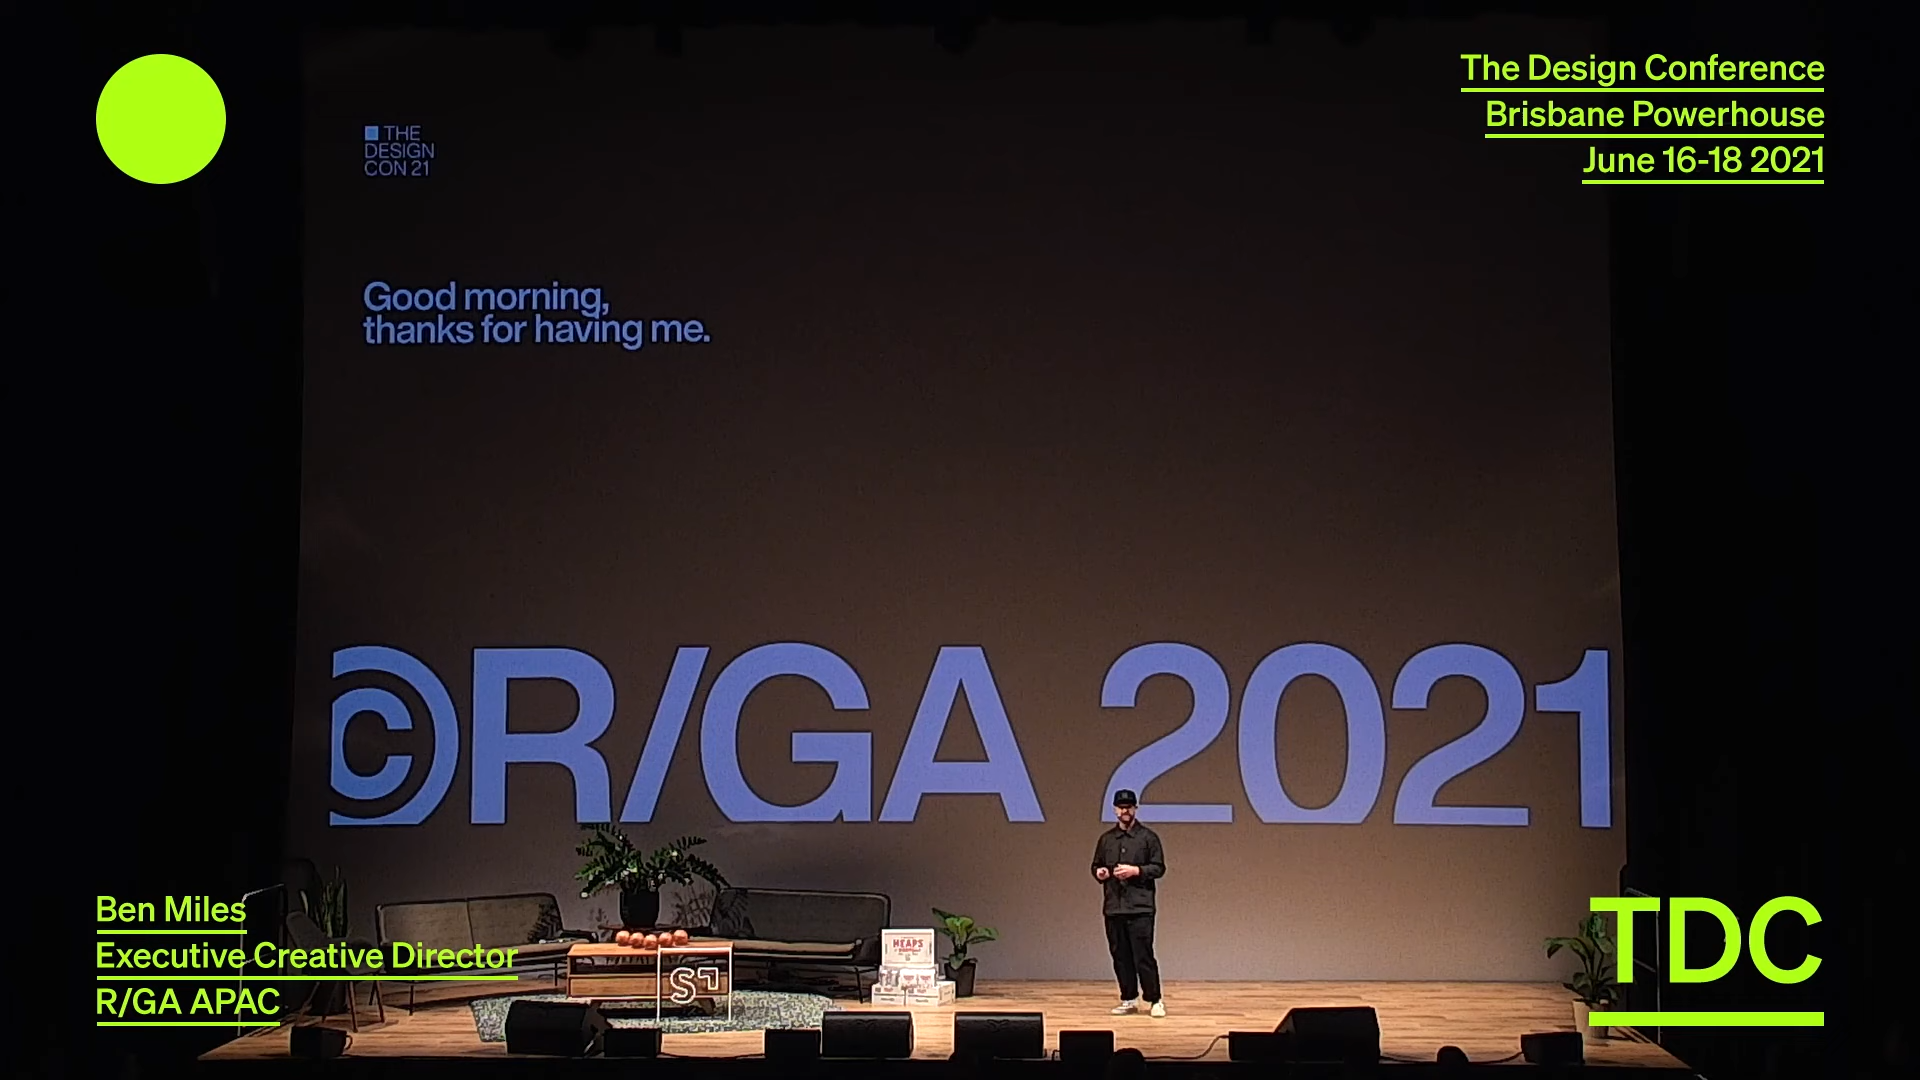 The Design Conference
Brisbane Powerhouse
June 16-18 2021
THE
DESIGN
CON 21
Good morning,
thanks for having me.
©R/GA 2021
HEAPS
Ben Miles
Executive Creative Director
R/GA APAC
TDC